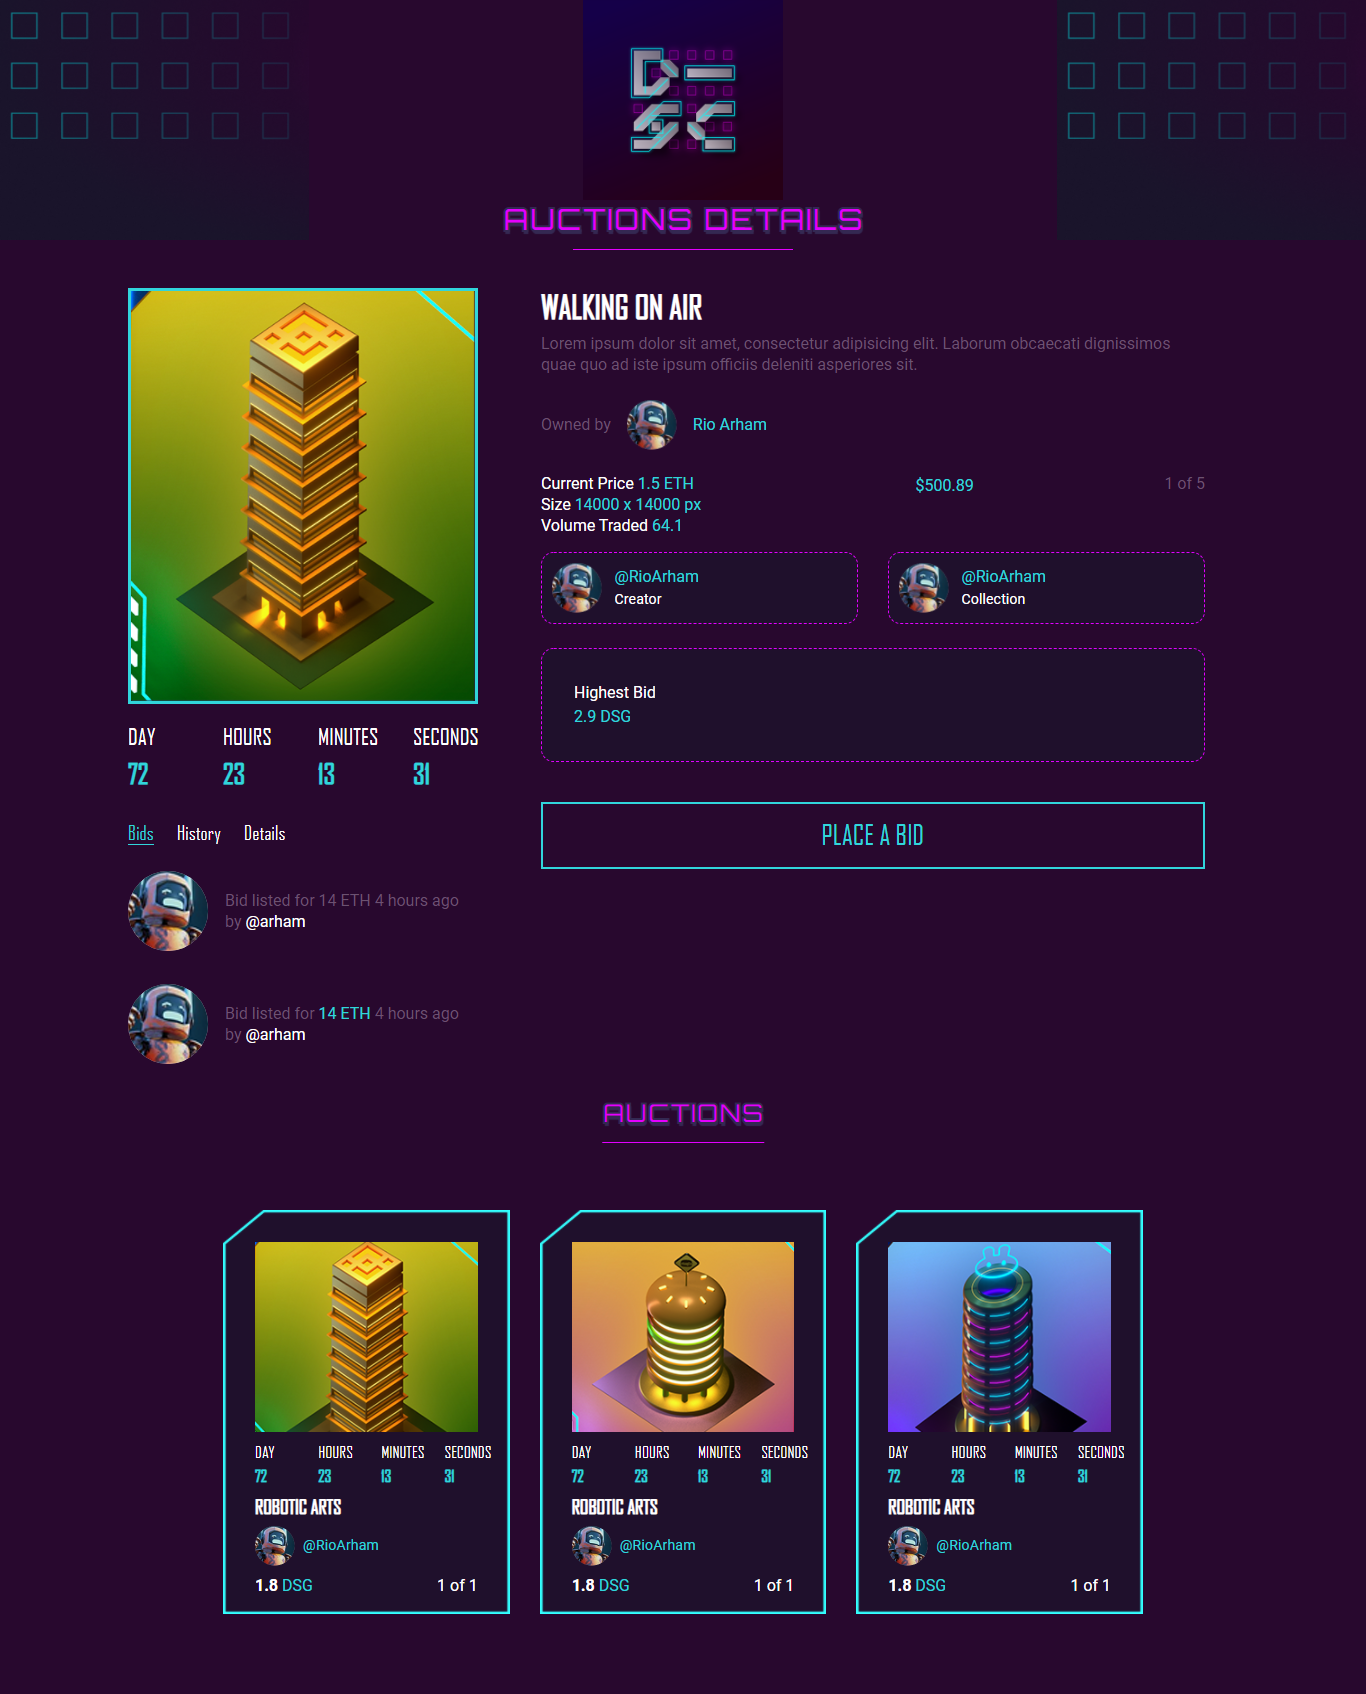 AUCTIONS DETAILS
WALKING ON AIR
Lorem ipsum dolor sit amet, consectetur adipisicing elit. Laborum obcaecati dignissimos
quae quo ad iste ipsum officiis deleniti asperiores sit.
Owned by Rio Arham
Current Price 1.5 ETH $500.89 1 of 5
Size 14000 x 14000 px
Volume Traded 64.1
@RioArham
Creator
@RioArham
Collection
Highest Bid
2.9 DSG
PLACE A BID
DAY HOURS MINUTES SECONDS
72 23 13 31
Bids History Details
Bid listed for 14 ETH 4 hours ago
by @arham
Bid listed for 14 ETH 4 hours ago
by @arham
AUCTIONS
DAY HOURS MINUTES SECONDS
72 23 13 31
ROBOTIC ARTS
@RioArham
1.8 DSG 1 of 1
DAY HOURS MINUTES SECONDS
72 23 13 31
ROBOTIC ARTS
@RioArham
1.8 DSG 1 of 1
DAY HOURS MINUTES SECONDS
72 23 13 31
ROBOTIC ARTS
@RioArham
1.8 DSG 1 of 1